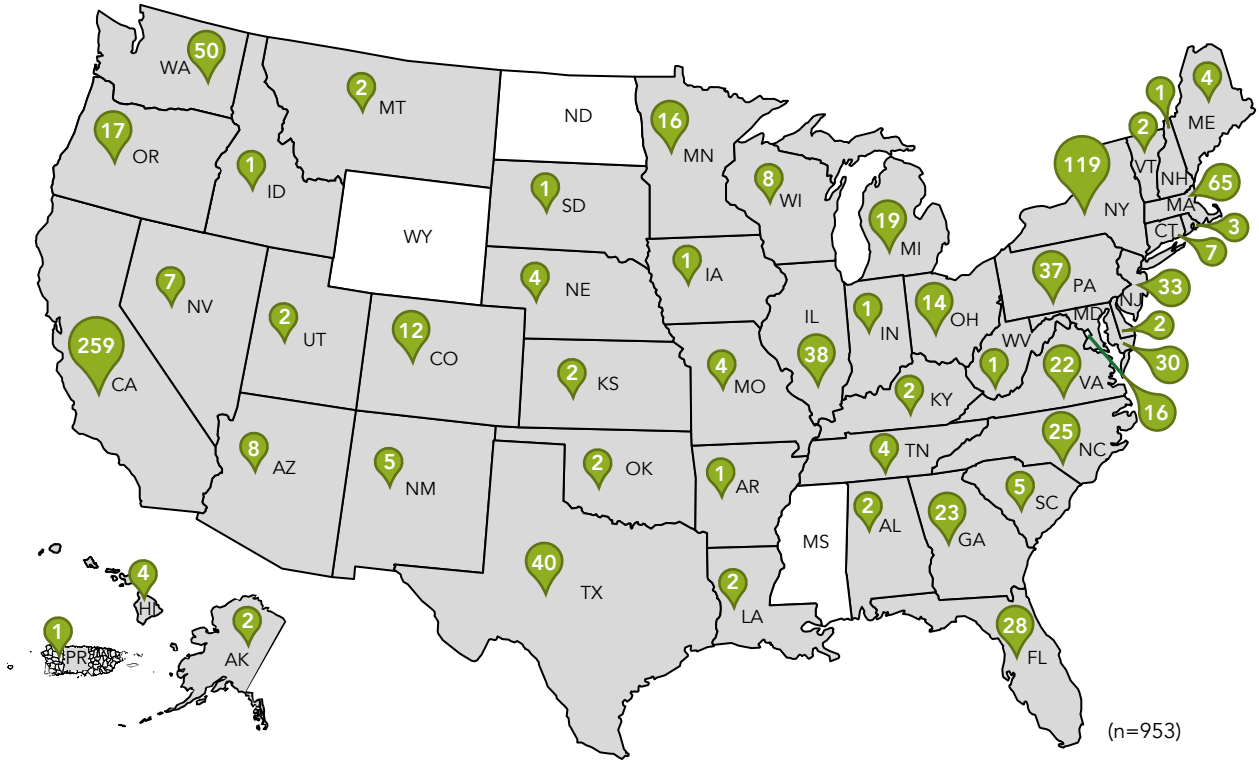 50
WA
2
MT
ND
16
MN
1
4
ME
2
VT
NH
17
OR
1
ID
1
SD
8
WI
19
MI
119
NY
65
MA
3
CT
7
WY
7
NV
4
NE
1
IA
37
PA
33
NJ
259
CA
2
UT
12
CO
IL
38
1
IN
14
OH
MD
2
WV
1
30
22
VA
16
2
KS
4
MO
2
KY
25
NC
8
AZ
5
NM
2
OK
1
AR
4
TN
5
SC
MS
2
AL
23
GA
40
TX
2
LA
28
FL
4
HI
1
PR
2
AK
(n=953)